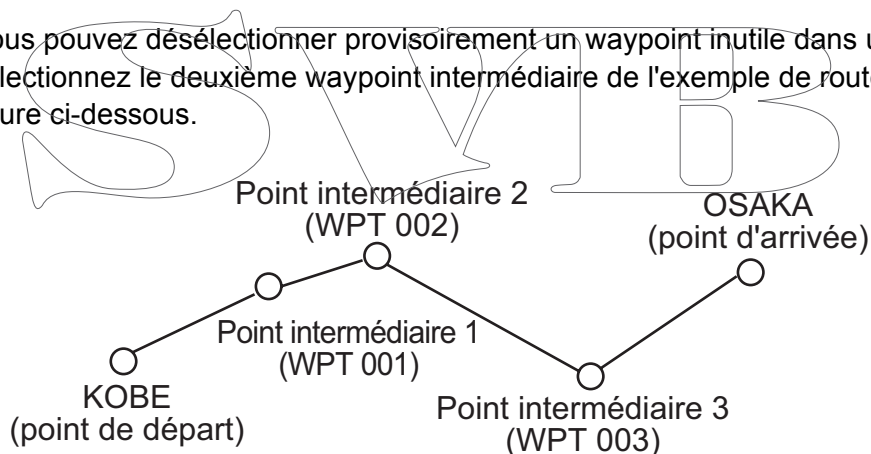 ous pouvez désélectionner provisoirement un waypoint inutile dans u
lectionnez le deuxième waypoint intermédiaire de l'exemple de route
ure ci-dessous.
SVB
Point intermédiaire 2
(WPT 002)
OSAKA
(point d'arrivée)
Point intermédiaire 1
(WPT 001)
KOBE
(point de départ)
Point intermédiaire 3
(WPT 003)